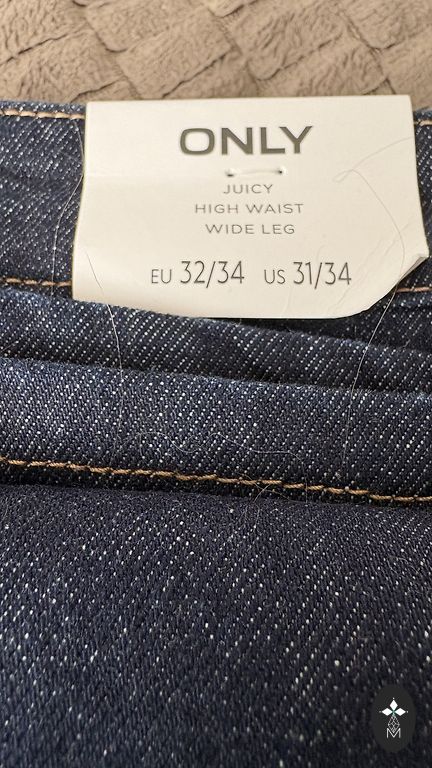 ONLY
JUICY
HIGH WAIST
WIDE LEG
EU 32/34 US 31/34
M